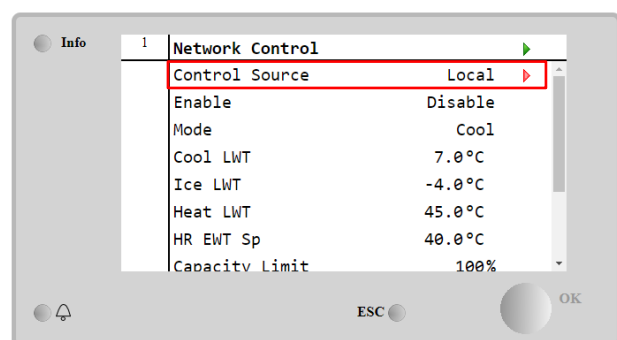 Info
1 Network Control
Control Source Local
Enable Disable
Mode Cool
Cool LWT 7.0°C
Ice LWT -4.0°C
Heat LWT 45.0°C
HR EWT Sp 40.0°C
Capacity Limit 100%
ESC
OK